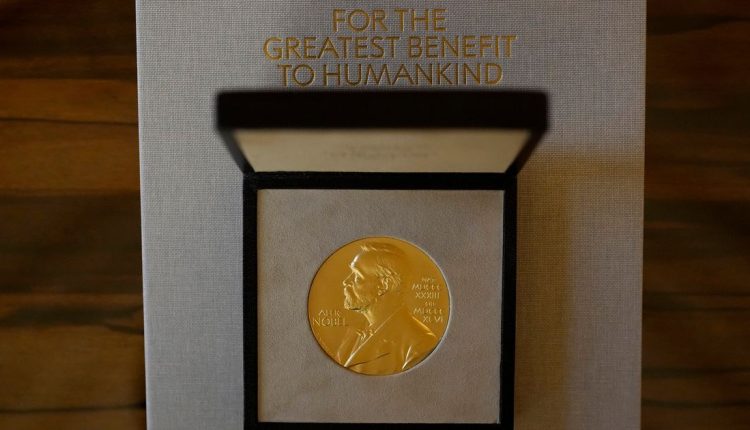 FOR THE
GREATEST BENEFIT
TO HUMANKIND
ALFR.
NOBEL
NAT.
MDCCC
XXXIII
OB.
MDCCC
XCVI